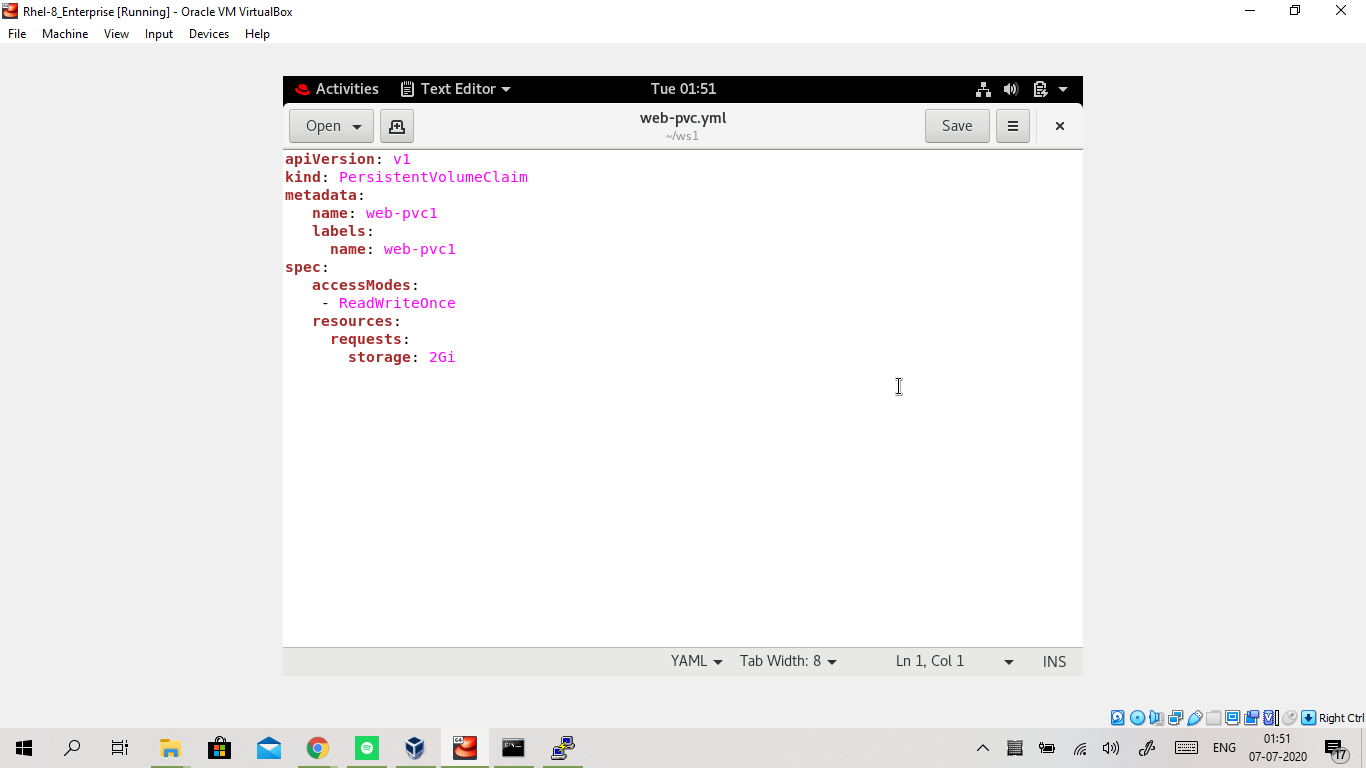 Rhel-8_Enterprise [Running] - Oracle VM VirtualBox
File Machine View Input Devices Help
Activities Text Editor Tue 01:51
Open web-pvc.yml Save
~/ws1
apiVersion: v1
kind: PersistentVolumeClaim
metadata:
   name: web-pvc1
   labels:
     name: web-pvc1
spec:
   accessModes:
    - ReadWriteOnce
   resources:
     requests:
       storage: 2Gi
YAML Tab Width: 8 Ln 1, Col 1 INS
Right Ctrl
ENG 01:51
07-07-2020 17